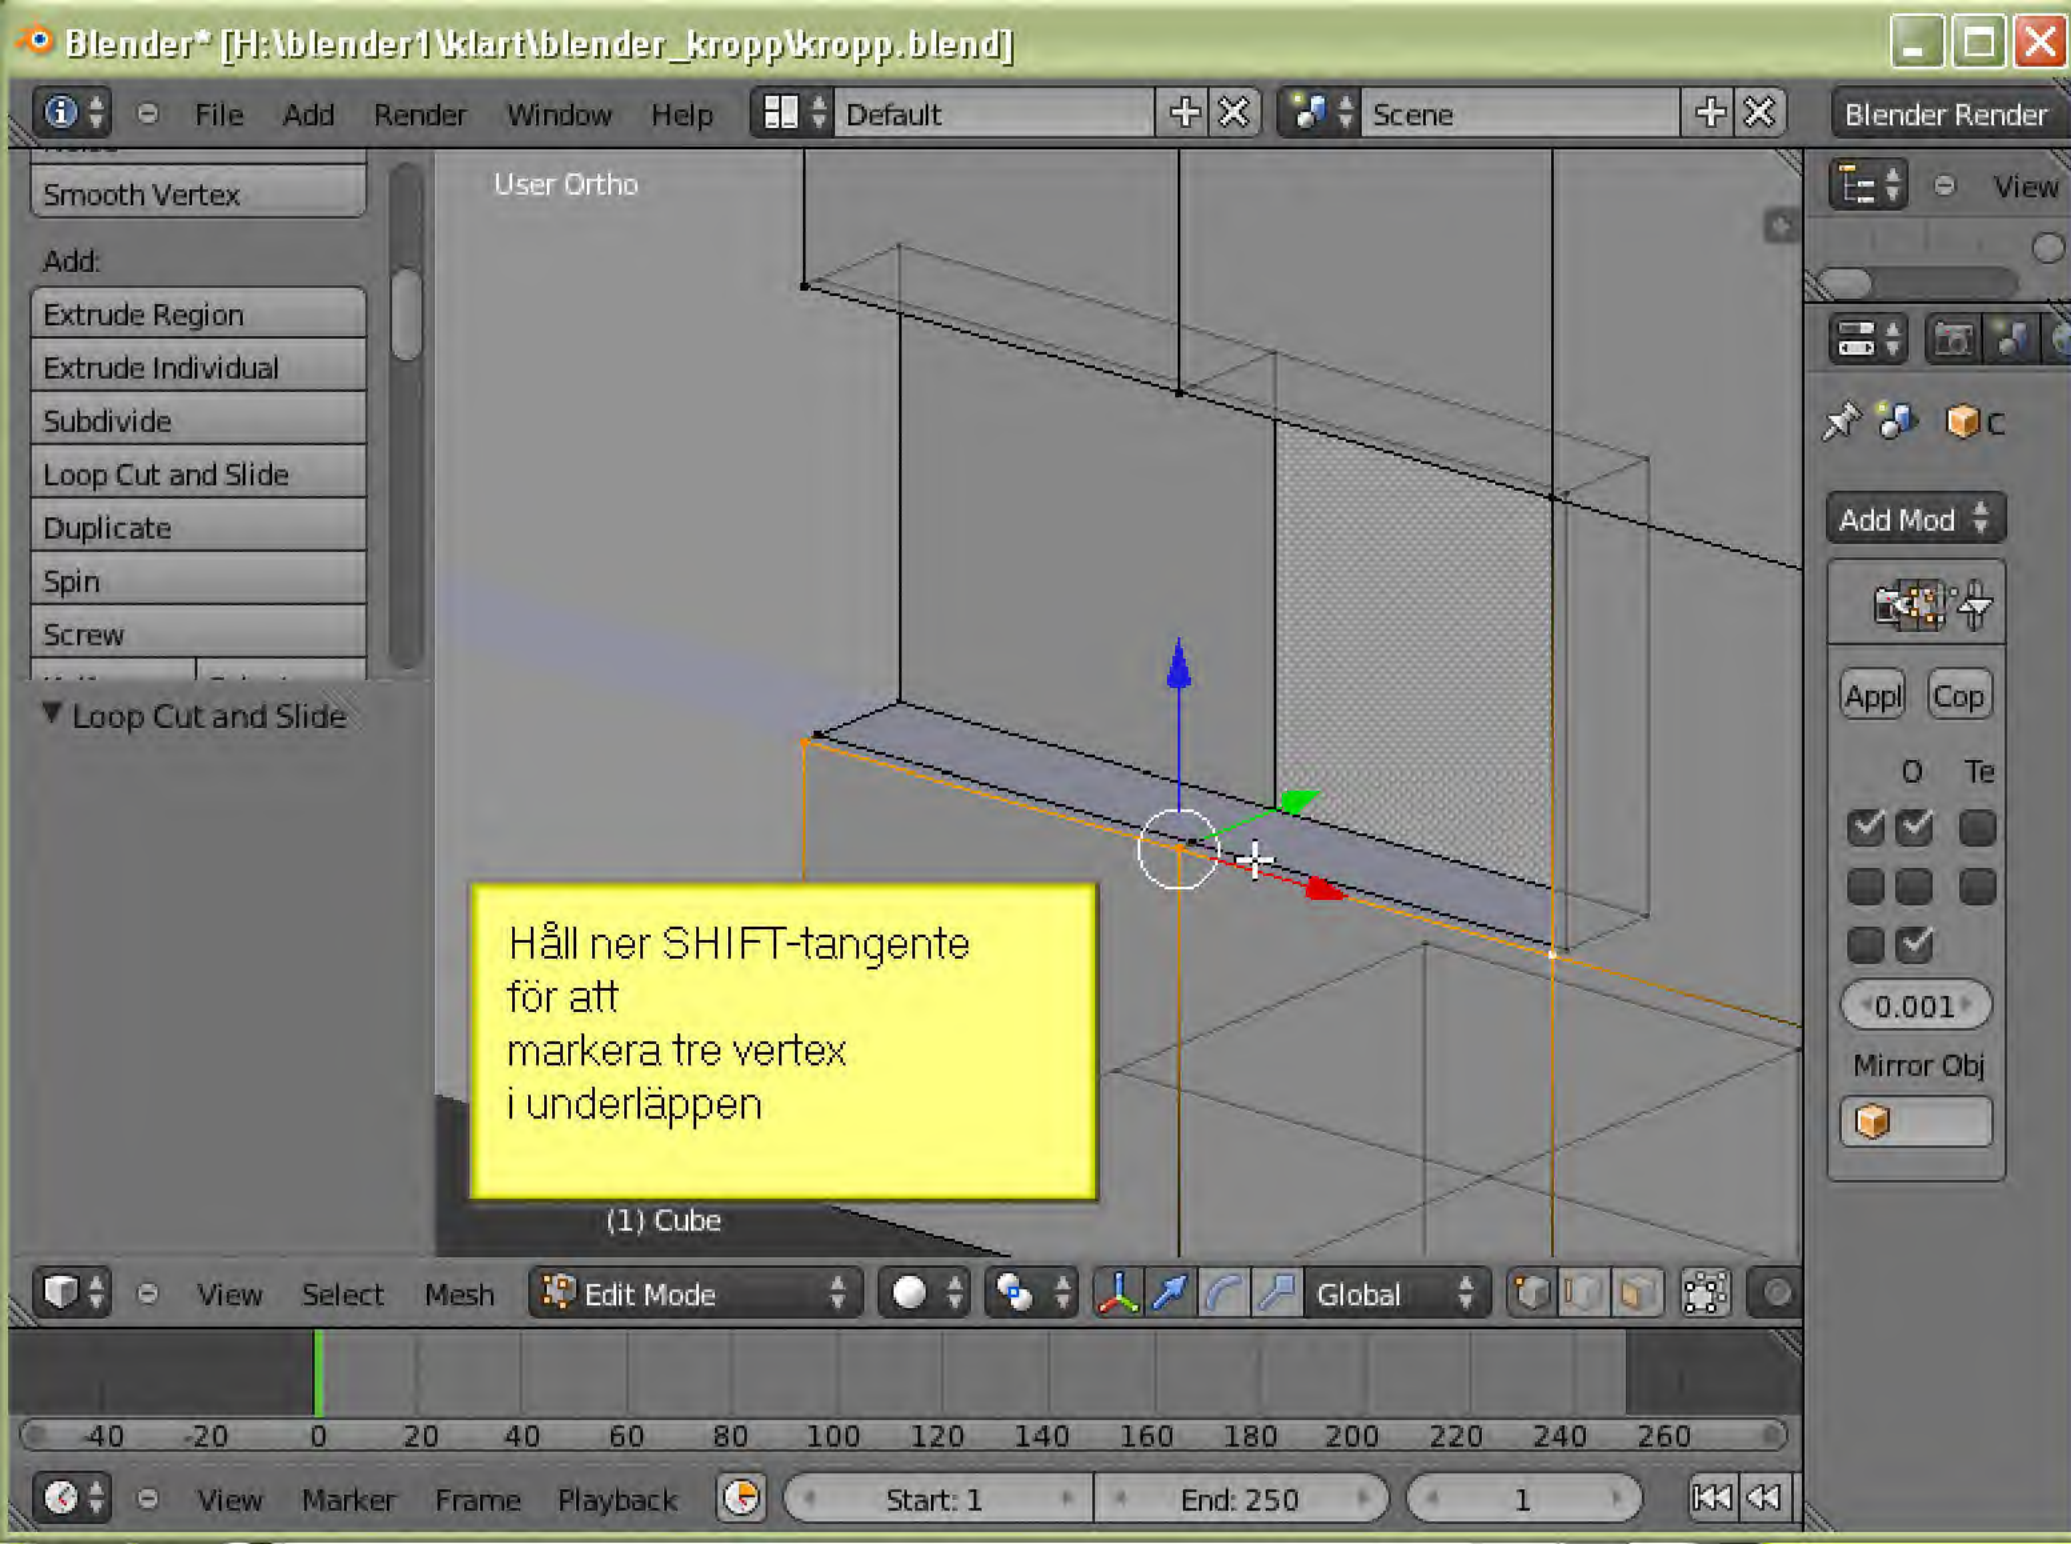 Blender* [H:\blender1\klart\blender_kropp\kropp.blend]
File Add Render Window Help Default Scene Blender Render
Smooth Vertex
User Ortho
View
Add:
Extrude Region
Extrude Individual
Subdivide
Loop Cut and Slide
Duplicate
Spin
Screw
Loop Cut and Slide
C
Add Mod
Appl Cop
O Te
0.001
Mirror Obj
Håll ner SHIFT-tangente
för att
markera tre vertex
i underläppen
(1) Cube
View Select Mesh Edit Mode Global
-40 -20 0 20 40 60 80 100 120 140 160 180 200 220 240 260
View Marker Frame Playback Start: 1 End: 250 1